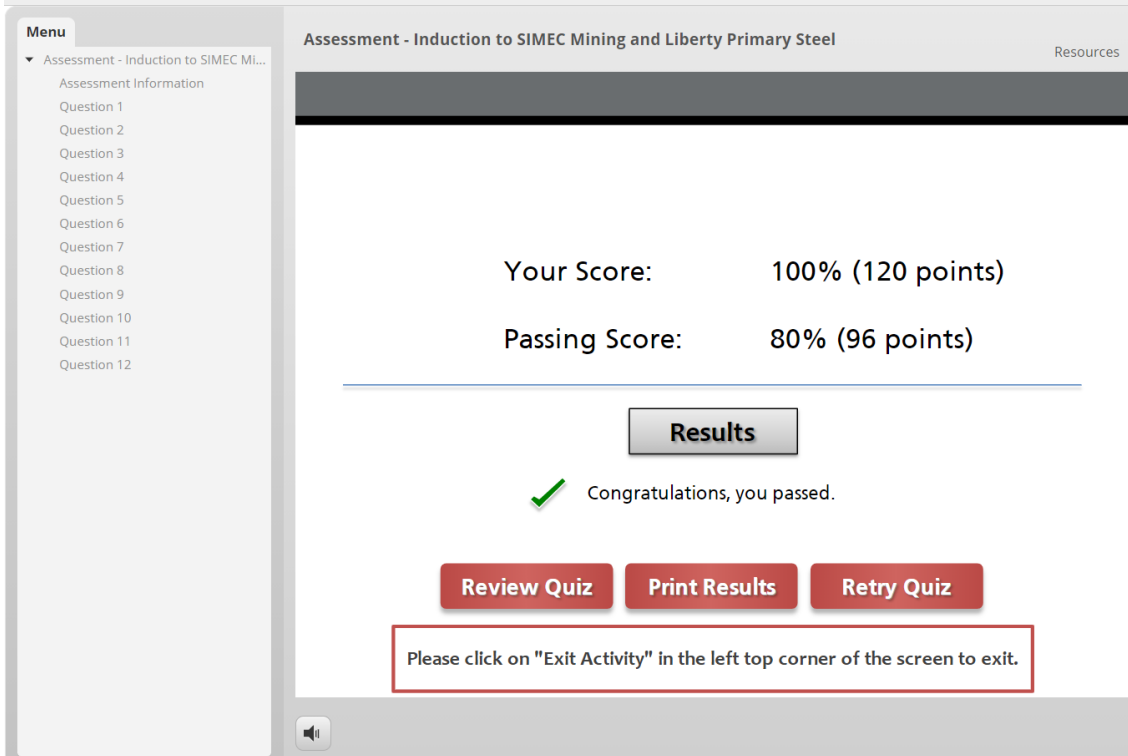 Menu
Assessment - Induction to SIMEC Mi...
Assessment Information
Question 1
Question 2
Question 3
Question 4
Question 5
Question 6
Question 7
Question 8
Question 9
Question 10
Question 11
Question 12
Assessment - Induction to SIMEC Mining and Liberty Primary Steel
Resources
Your Score: 100% (120 points)
Passing Score: 80% (96 points)
Results
Congratulations, you passed.
Review Quiz Print Results Retry Quiz
Please click on "Exit Activity" in the left top corner of the screen to exit.